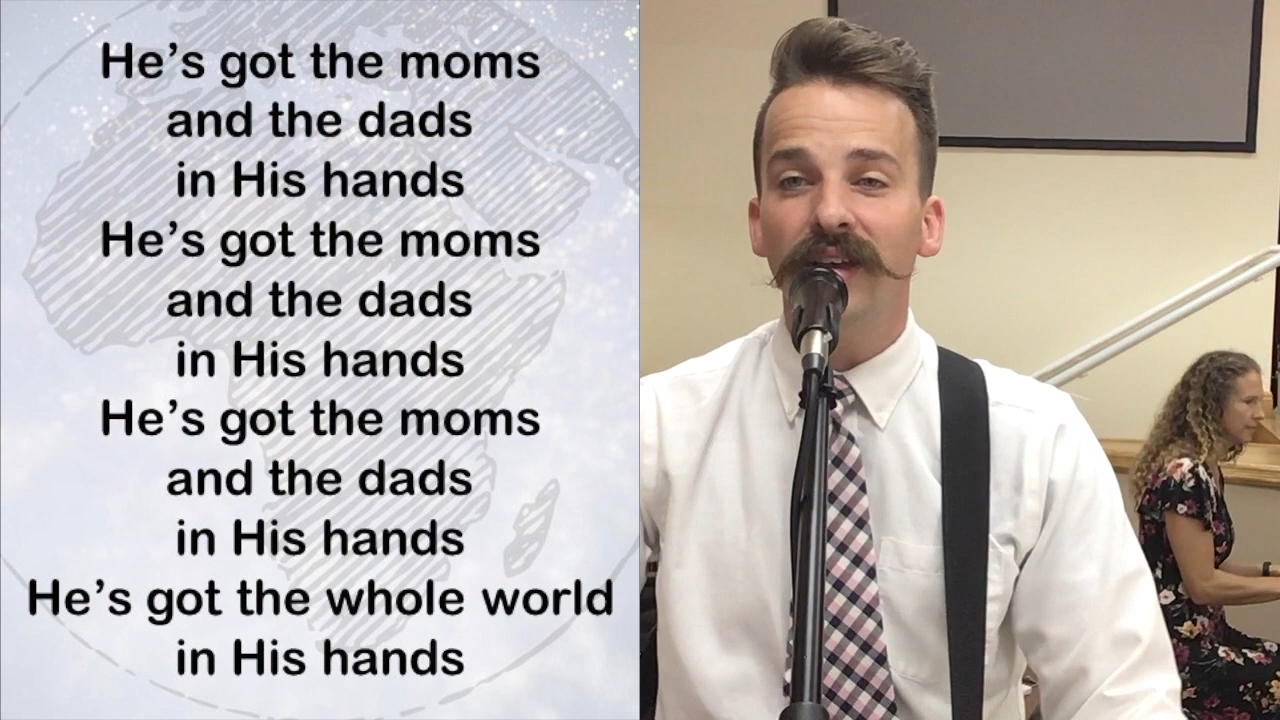 He’s got the moms
and the dads
in His hands
He’s got the moms
and the dads
in His hands
He’s got the moms
and the dads
in His hands
He’s got the whole world
in His hands